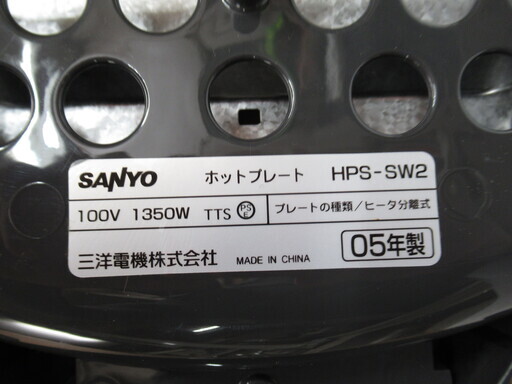 SANYO ホットプレート HPS-SW2
100V 1350W TTS PSE プレートの種類/ヒータ分離式
三洋電機株式会社 MADE IN CHINA 05年製